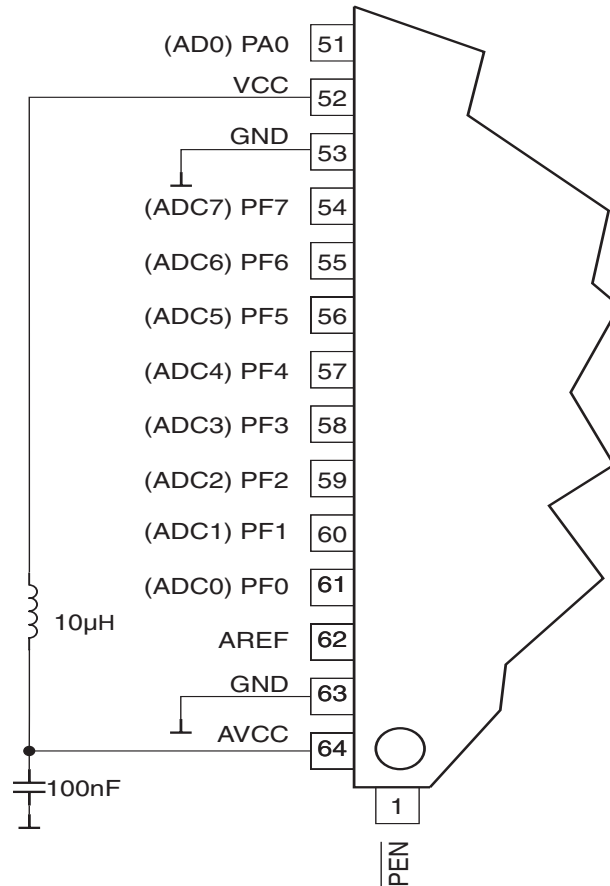 (AD0) PA0 51
VCC 52
GND 53
(ADC7) PF7 54
(ADC6) PF6 55
(ADC5) PF5 56
(ADC4) PF4 57
(ADC3) PF3 58
(ADC2) PF2 59
(ADC1) PF1 60
(ADC0) PF0 61
10µH
AREF 62
GND 63
AVCC 64
100nF
1
PEN